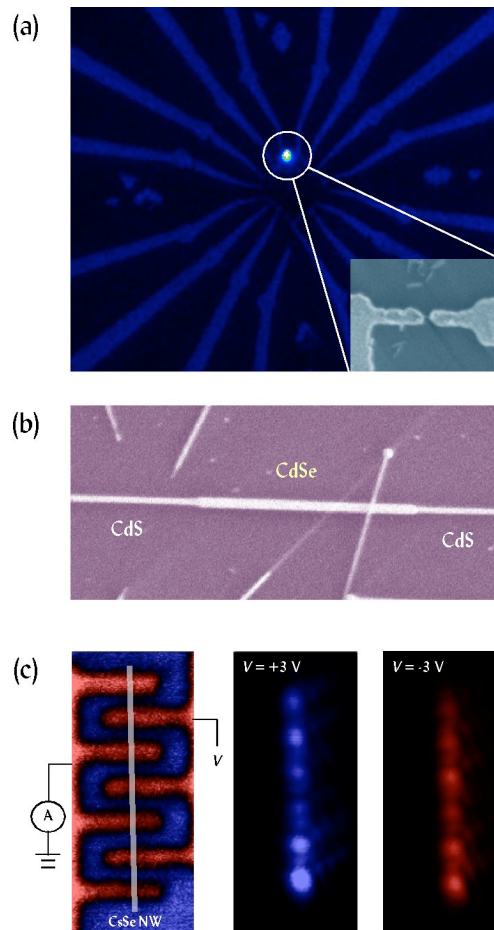 (a)
(b)
CdSe
CdS
CdS
(c)
V = +3 V
V = -3 V
V
A
CsSe NW